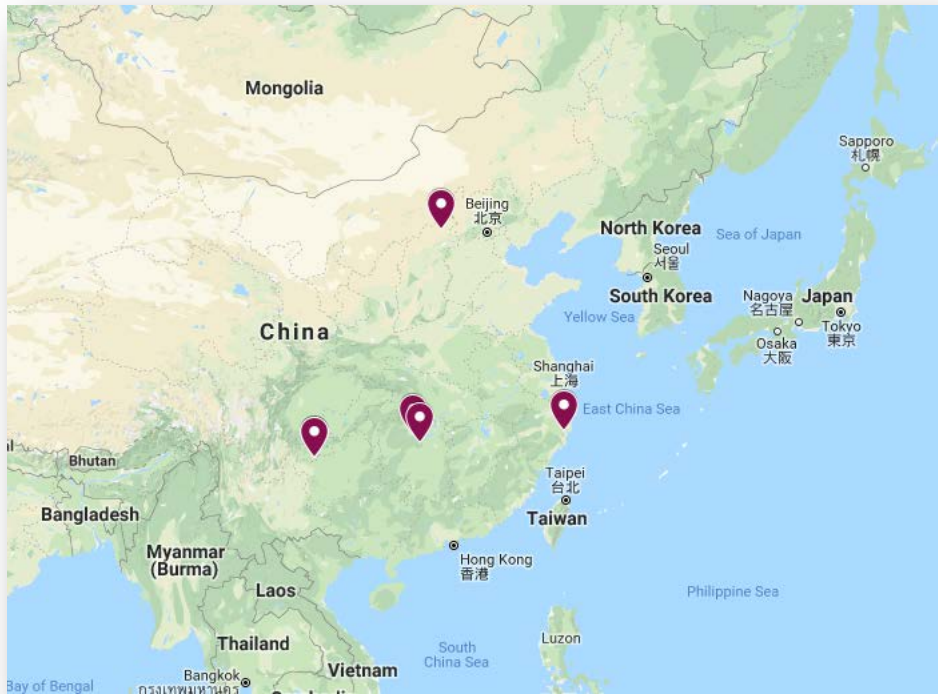 Mongolia
Sapporo
札幌
Beijing
北京
North Korea
Sea of Japan
Seoul
서울
South Korea
Nagoya
名古屋
Japan
Yellow Sea
Tokyo
東京
Osaka
大阪
China
Shanghai
上海
East China Sea
Bhutan
Taipei
台北
Bangladesh
Taiwan
Myanmar
(Burma)
Hong Kong
香港
Laos
Philippine Sea
Thailand
Luzon
South
China Sea
Vietnam
Bangkok
Bay of Bengal